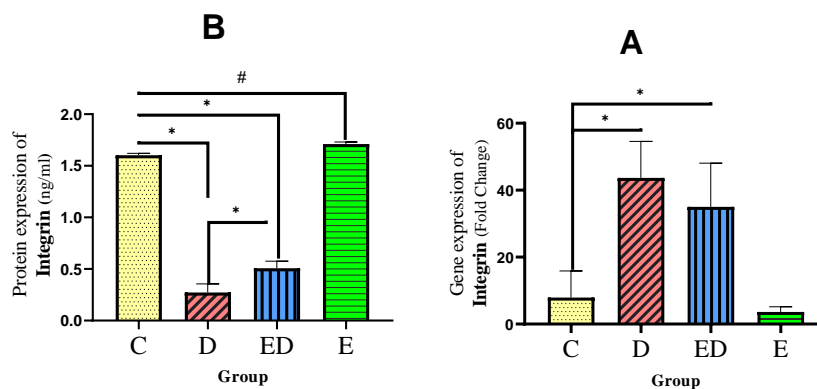 B
Protein expression of
Integrin (ng/ml)
2.0
1.5
1.0
0.5
0.0
#
*
*
*
C D ED E
Group
A
Gene expression of
Integrin (Fold Change)
60
40
20
0
*
*
C D ED E
Group